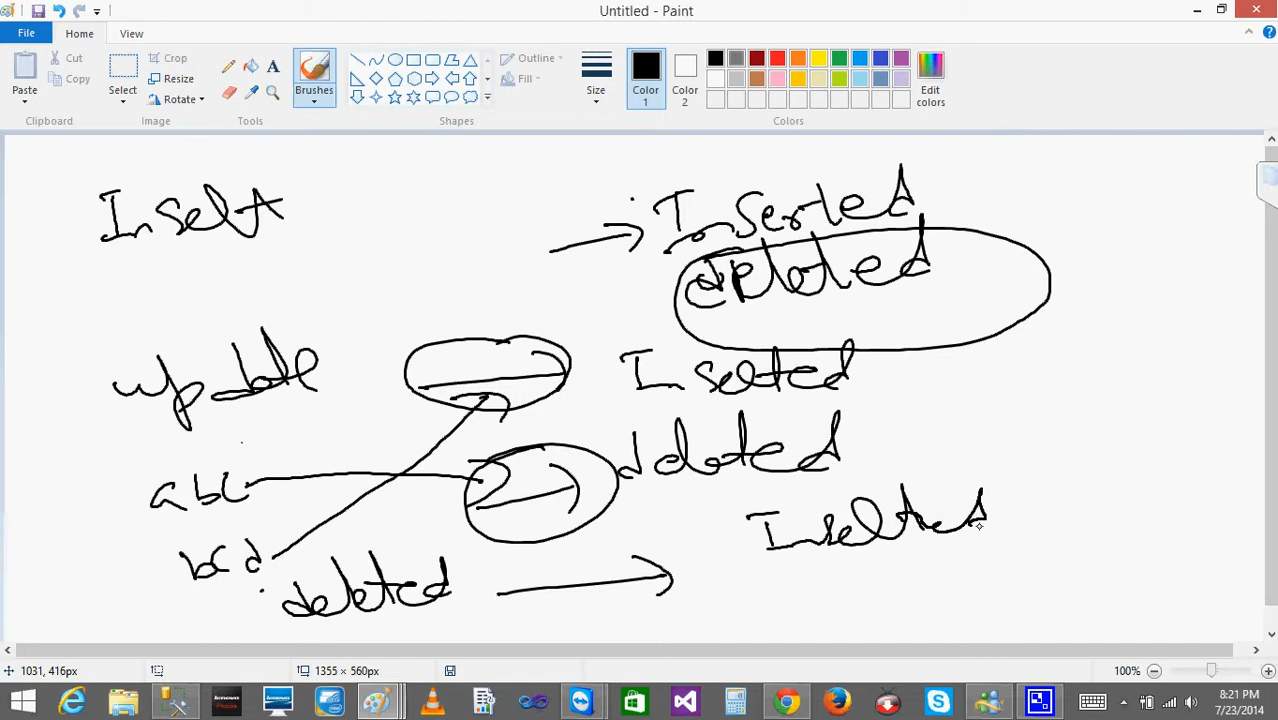 Untitled - Paint
File Home View
Paste Cut Copy Select Crop Resize Rotate Brushes Outline Fill Size Color 1 Color 2 Edit colors
Clipboard Image Tools Shapes Colors
Insert
Inserted
deleted
update
Inserted
abc
deleted
Inserted
bcd
deleted
1031, 416px 1355 × 560px 100%
8:21 PM
7/23/2014